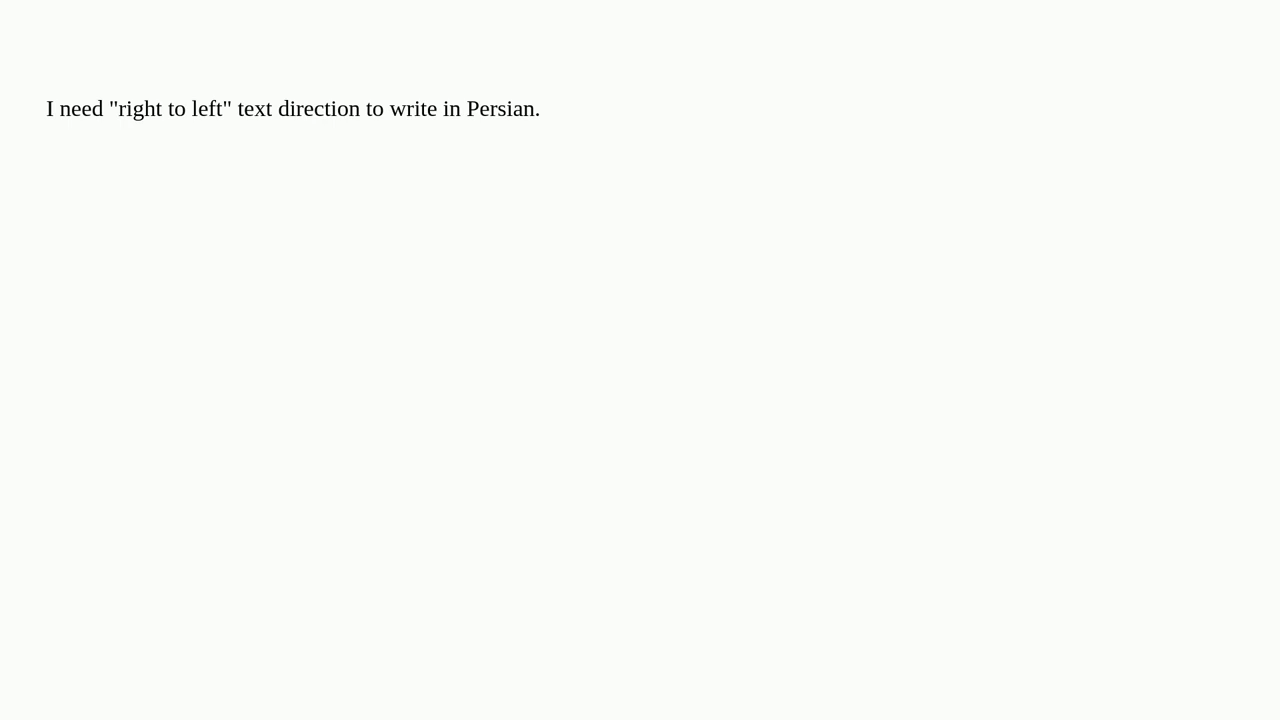 I need "right to left" text direction to write in Persian.